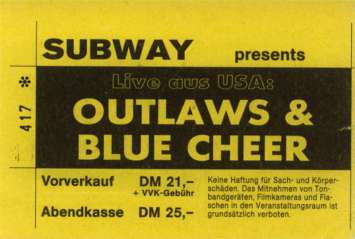 SUBWAY presents
Live aus USA:
OUTLAWS &
BLUE CHEER
417 *
Vorverkauf DM 21,–
+ VVK-Gebühr
Abendkasse DM 25,–
Keine Haftung für Sach- und Körper-
schäden. Das Mitnehmen von Ton-
bandgeräten, Filmkameras und Fla-
schen in den Veranstaltungsraum ist
grundsätzlich verboten.